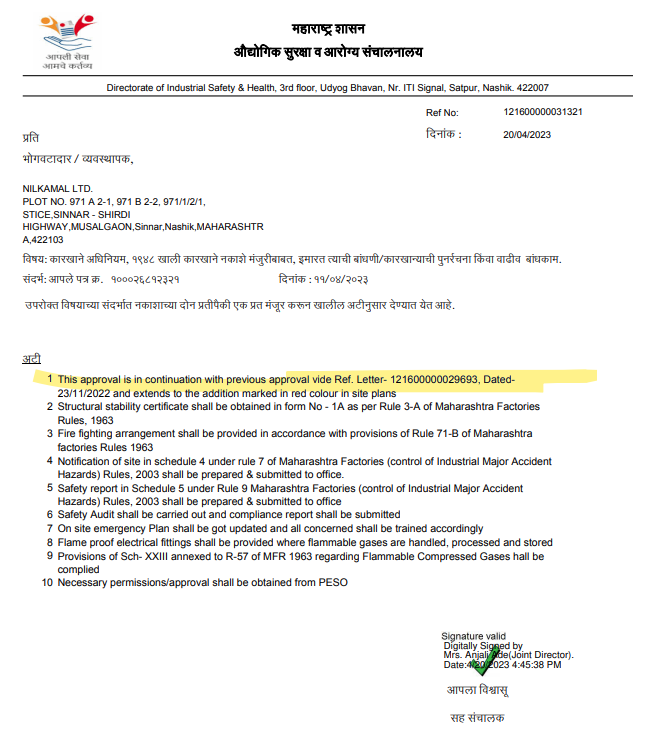 महाराष्ट्र शासन
औद्योगिक सुरक्षा व आरोग्य संचालनालय
आपली सेवा
आमचे कर्तव्य
Directorate of Industrial Safety & Health, 3rd floor, Udyog Bhavan, Nr. ITI Signal, Satpur, Nashik. 422007
Ref No: 121600000031321
दिनांक : 20/04/2023
प्रति
भोगवटादार / व्यवस्थापक,
NILKAMAL LTD.
PLOT NO. 971 A 2-1, 971 B 2-2, 971/1/2/1,
STICE,SINNAR - SHIRDI
HIGHWAY,MUSALGAON,Sinnar,Nashik,MAHARASHTR
A,422103
विषय: कारखाने अधिनियम, १९४८ खाली कारखाने नकाशे मंजुरीबाबत, इमारत त्याची बांधणी/कारखान्याची पुनर्रचना किंवा वाढीव बांधकाम.
संदर्भ: आपले पत्र क्र. १०००२६८१२३२१ दिनांक : ११/०४/२०२३
उपरोक्त विषयाच्या संदर्भात नकाशाच्या दोन प्रतीपैकी एक प्रत मंजूर करून खालील अटीनुसार देण्यात येत आहे.
अटी
1 This approval is in continuation with previous approval vide Ref. Letter- 121600000029693, Dated-
23/11/2022 and extends to the addition marked in red colour in site plans
2 Structural stability certificate shall be obtained in form No - 1A as per Rule 3-A of Maharashtra Factories
Rules, 1963
3 Fire fighting arrangement shall be provided in accordance with provisions of Rule 71-B of Maharashtra
factories Rules 1963
4 Notification of site in schedule 4 under rule 7 of Maharashtra Factories (control of Industrial Major Accident
Hazards) Rules, 2003 shall be prepared & submitted to office.
5 Safety report in Schedule 5 under Rule 9 Maharashtra Factories (control of Industrial Major Accident
Hazards) Rules, 2003 shall be prepared & submitted to office
6 Safety Audit shall be carried out and compliance report shall be submitted
7 On site emergency Plan shall be got updated and all concerned shall be trained accordingly
8 Flame proof electrical fittings shall be provided where flammable gases are handled, processed and stored
9 Provisions of Sch- XXIII annexed to R-57 of MFR 1963 regarding Flammable Compressed Gases hall be
complied
10 Necessary permissions/approval shall be obtained from PESO
Signature valid
Digitally Signed by
Mrs. Anjali Ade(Joint Director).
Date:4/20/2023 4:45:38 PM
आपला विश्वासू
सह संचालक